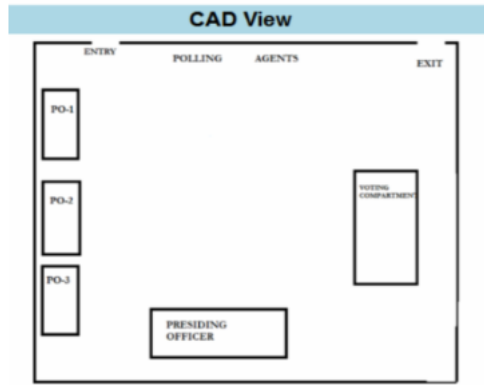 CAD View
ENTRY
POLLING AGENTS
EXIT
PO-1
PO-2
VOTING
COMPARTMENT
PO-3
PRESIDING
OFFICER